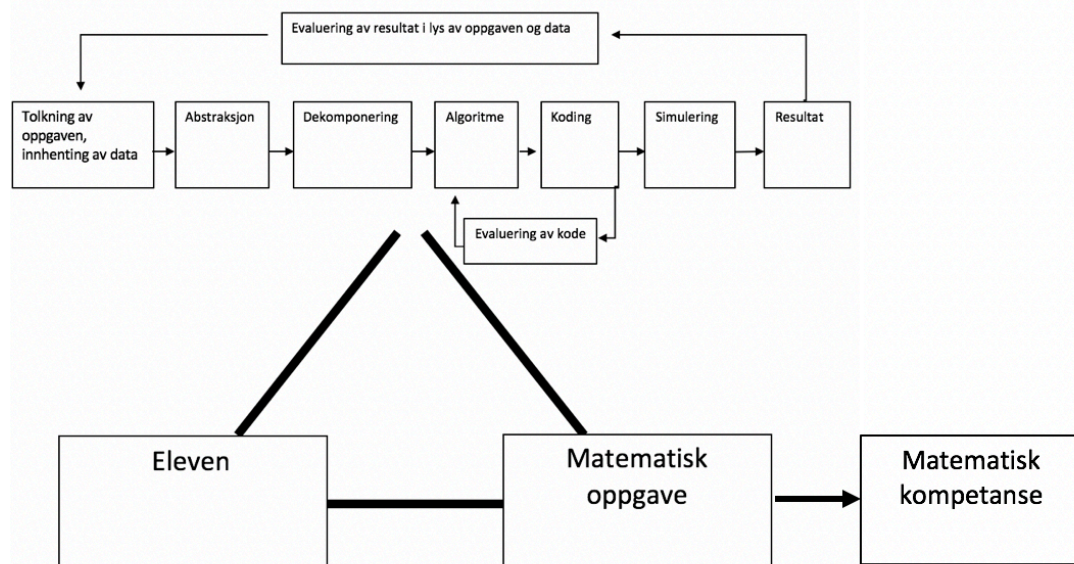 Evaluering av resultat i lys av oppgaven og data
Tolkning av
oppgaven,
innhenting av data
Abstraksjon
Dekomponering
Algoritme
Koding
Simulering
Resultat
Evaluering av kode
Eleven
Matematisk
oppgave
Matematisk
kompetanse